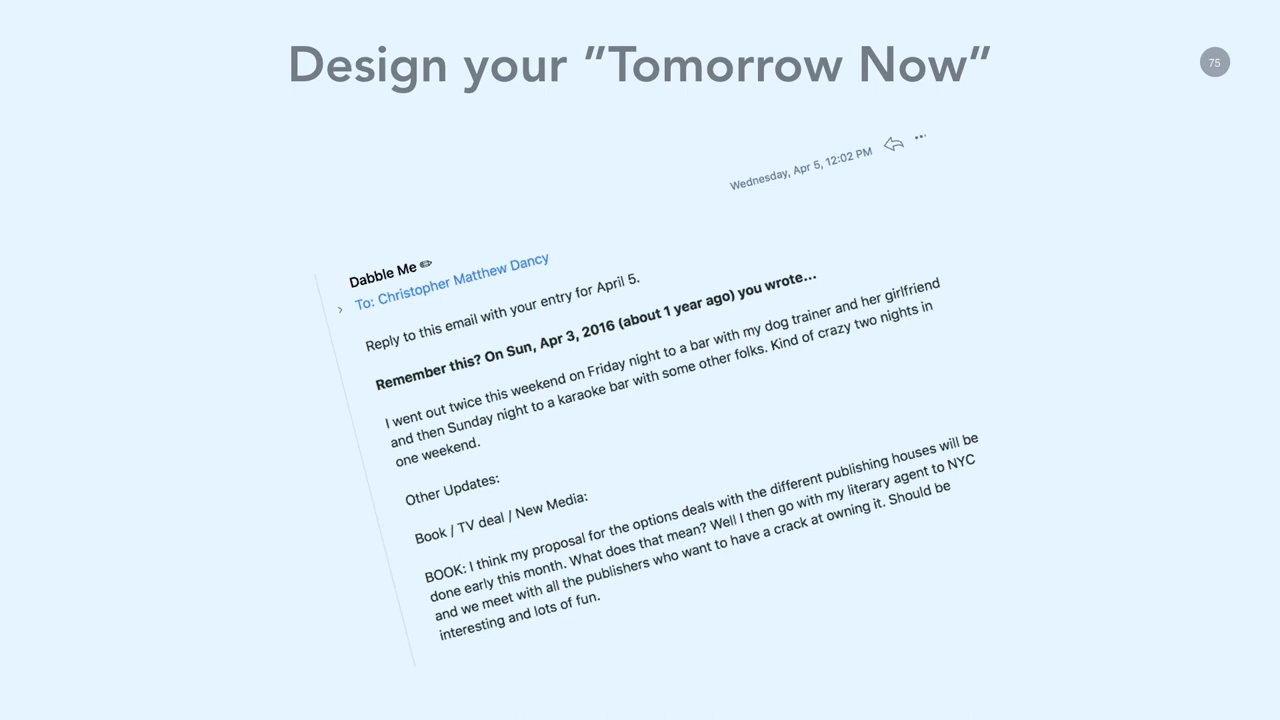 Design your ”Tomorrow Now”
75
Wednesday, Apr 5, 12:02 PM
Dabble Me ✏
To: Christopher Matthew Dancy
Reply to this email with your entry for April 5.
Remember this? On Sun, Apr 3, 2016 (about 1 year ago) you wrote...
I went out twice this weekend on Friday night to a bar with my dog trainer and her girlfriend
and then Sunday night to a karaoke bar with some other folks. Kind of crazy two nights in
one weekend.
Other Updates:
Book / TV deal / New Media:
BOOK: I think my proposal for the options deals with the different publishing houses will be
done early this month. What does that mean? Well I then go with my literary agent to NYC
and we meet with all the publishers who want to have a crack at owning it. Should be
interesting and lots of fun.